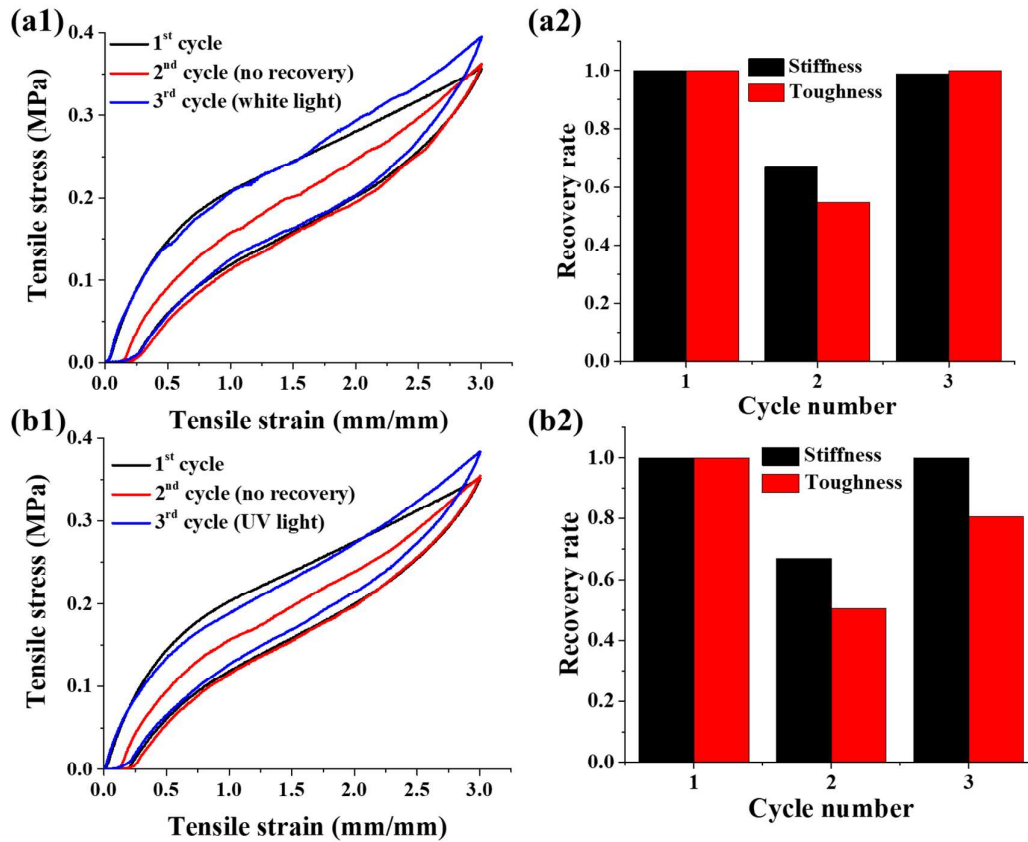 (a1)
0.4
0.3
0.2
0.1
0.0
Tensile stress (MPa)
1st cycle
2nd cycle (no recovery)
3rd cycle (white light)
0.0 0.5 1.0 1.5 2.0 2.5 3.0
Tensile strain (mm/mm)
(a2)
1.0
0.8
0.6
0.4
0.2
0.0
Recovery rate
Stiffness
Toughness
1 2 3
Cycle number
(b1)
0.4
0.3
0.2
0.1
0.0
Tensile stress (MPa)
1st cycle
2nd cycle (no recovery)
3rd cycle (UV light)
0.0 0.5 1.0 1.5 2.0 2.5 3.0
Tensile strain (mm/mm)
(b2)
1.0
0.8
0.6
0.4
0.2
0.0
Recovery rate
Stiffness
Toughness
1 2 3
Cycle number